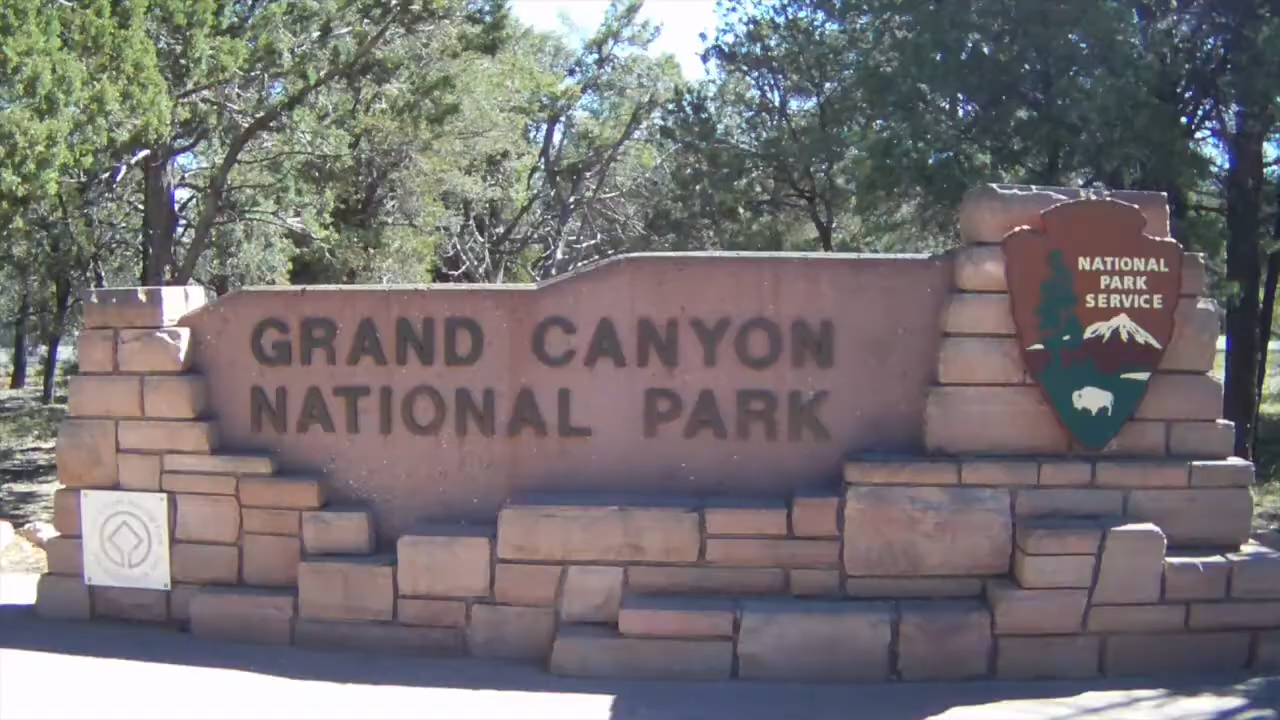 GRAND CANYON
NATIONAL PARK
NATIONAL
PARK
SERVICE